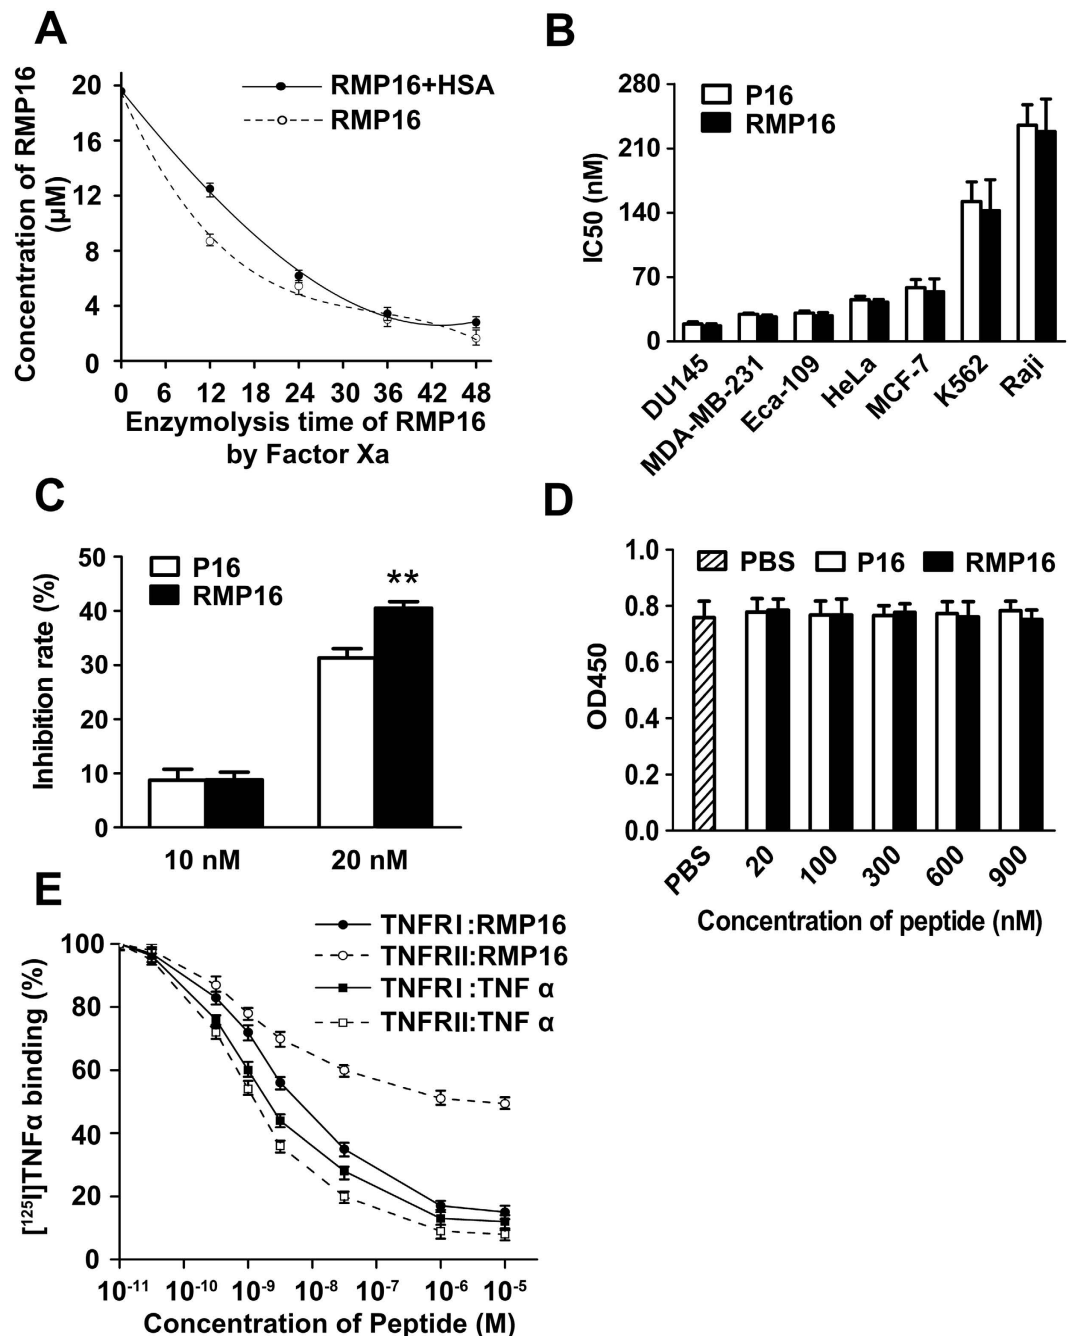 A
Concentration of RMP16
(μM)
20
16
12
8
4
0
RMP16+HSA
RMP16
0 6 12 18 24 30 36 42 48
Enzymolysis time of RMP16
by Factor Xa
B
IC50 (nM)
280
210
140
70
0
P16
RMP16
DU145
MDA-MB-231
Eca-109
HeLa
MCF-7
K562
Raji
C
Inhibition rate (%)
50
40
30
20
10
0
P16
RMP16
**
10 nM 20 nM
D
OD450
1.0
0.8
0.6
0.4
0.2
0.0
PBS P16 RMP16
PBS 20 100 300 600 900
Concentration of peptide (nM)
E
[¹²⁵I]TNFα binding (%)
100
80
60
40
20
0
TNFRI:RMP16
TNFRII:RMP16
TNFRI:TNF α
TNFRII:TNF α
10⁻¹¹ 10⁻¹⁰ 10⁻⁹ 10⁻⁸ 10⁻⁷ 10⁻⁶ 10⁻⁵
Concentration of Peptide (M)